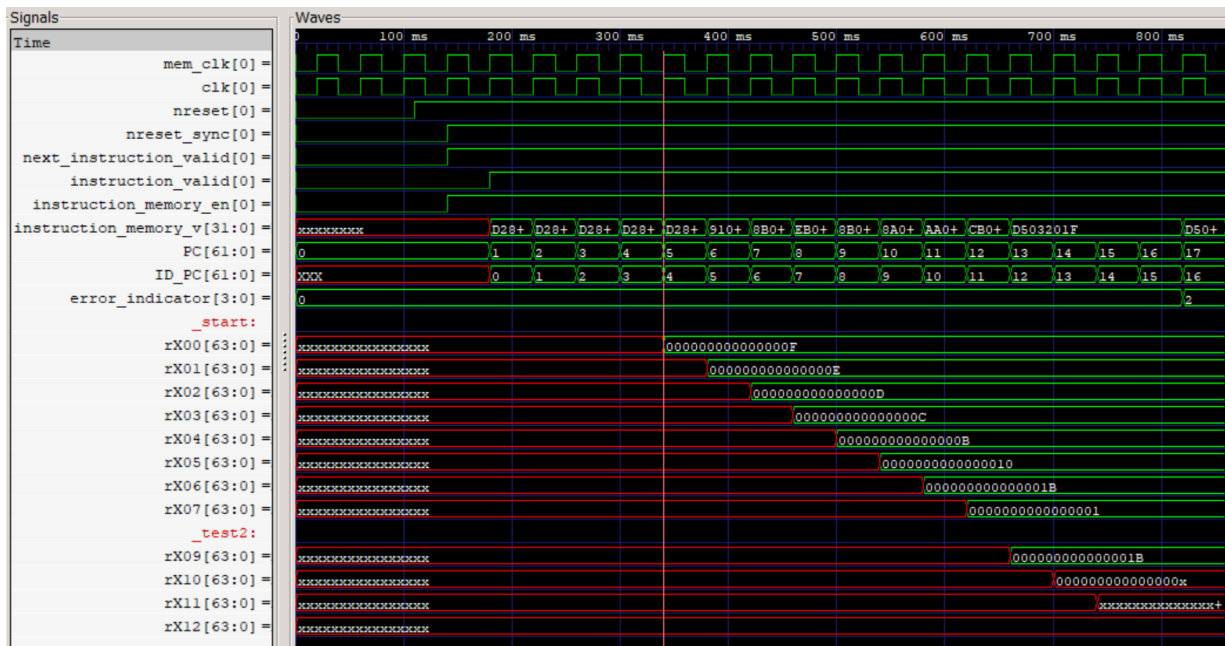 Signals Waves
Time 0 100 ms 200 ms 300 ms 400 ms 500 ms 600 ms 700 ms 800 ms
mem_clk[0] =
clk[0] =
nreset[0] =
nreset_sync[0] =
next_instruction_valid[0] =
instruction_valid[0] =
instruction_memory_en[0] =
instruction_memory_v[31:0] = xxxxxxxx D28+ D28+ D28+ D28+ D28+ 910+ 8B0+ EB0+ 8B0+ 8A0+ AA0+ CB0+ D503201F D50+
PC[61:0] = 0 1 2 3 4 5 6 7 8 9 10 11 12 13 14 15 16 17
ID_PC[61:0] = XXX 0 1 2 3 4 5 6 7 8 9 10 11 12 13 14 15 16
error_indicator[3:0] = 0 2
_start:
rX00[63:0] = xxxxxxxxxxxxxxxx 000000000000000F
rX01[63:0] = xxxxxxxxxxxxxxxx 000000000000000E
rX02[63:0] = xxxxxxxxxxxxxxxx 000000000000000D
rX03[63:0] = xxxxxxxxxxxxxxxx 000000000000000C
rX04[63:0] = xxxxxxxxxxxxxxxx 000000000000000B
rX05[63:0] = xxxxxxxxxxxxxxxx 0000000000000010
rX06[63:0] = xxxxxxxxxxxxxxxx 000000000000001B
rX07[63:0] = xxxxxxxxxxxxxxxx 0000000000000001
_test2:
rX09[63:0] = xxxxxxxxxxxxxxxx 000000000000001B
rX10[63:0] = xxxxxxxxxxxxxxxx 000000000000000x
rX11[63:0] = xxxxxxxxxxxxxxxx xxxxxxxxxxxxxx+
rX12[63:0] = xxxxxxxxxxxxxxxx